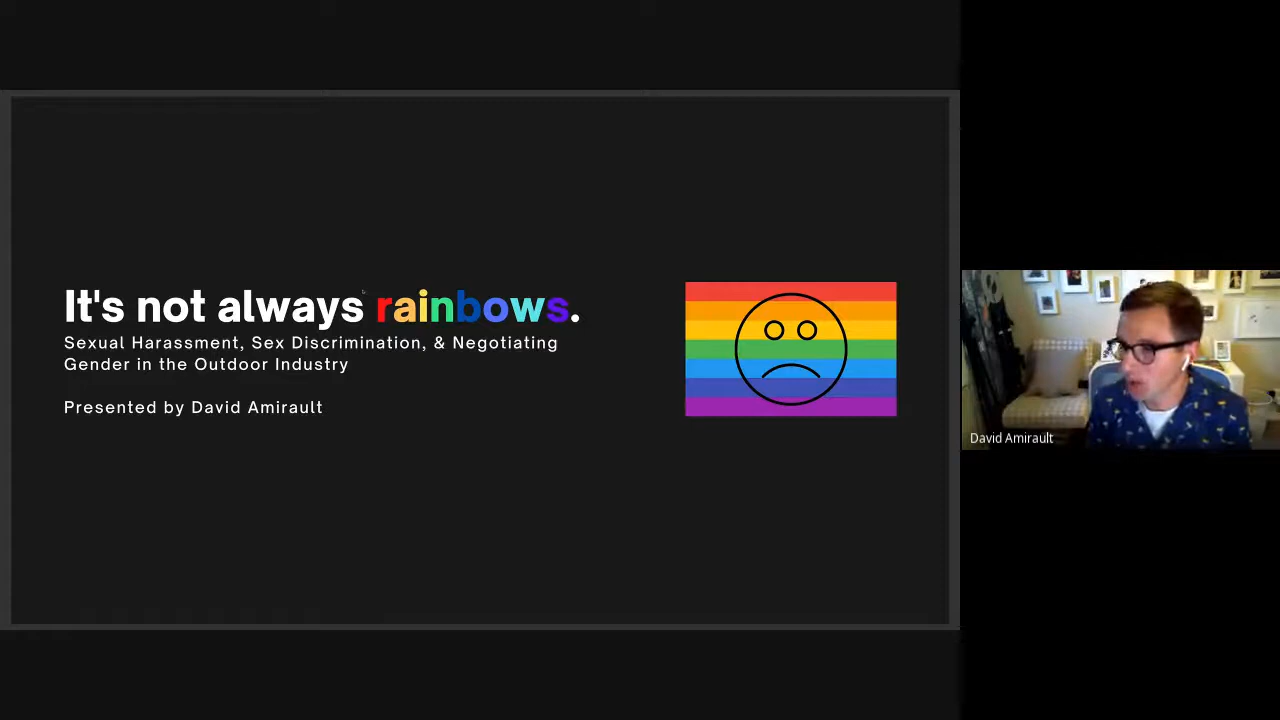 It's not always rainbows.
Sexual Harassment, Sex Discrimination, & Negotiating
Gender in the Outdoor Industry
Presented by David Amirault
David Amirault